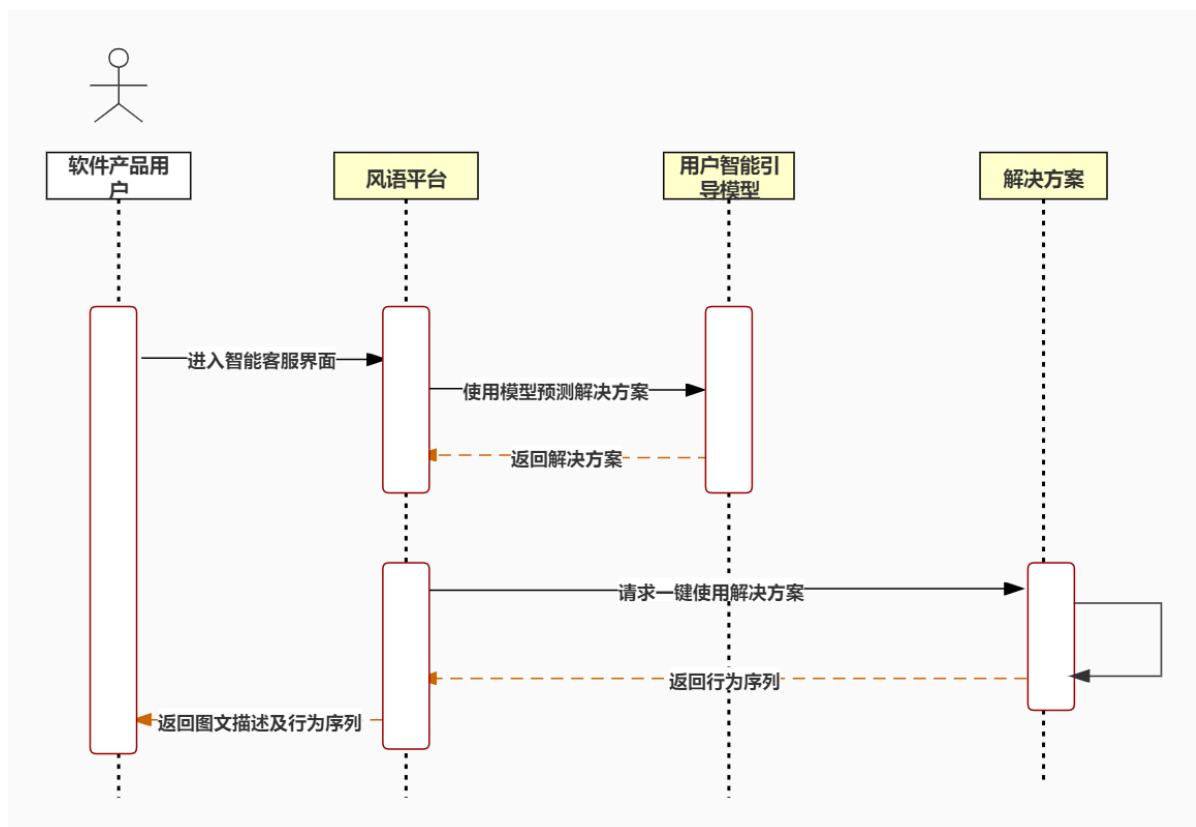 软件产品用
户
风语平台
用户智能引
导模型
解决方案
进入智能客服界面
使用模型预测解决方案
返回解决方案
请求一键使用解决方案
返回行为序列
返回图文描述及行为序列